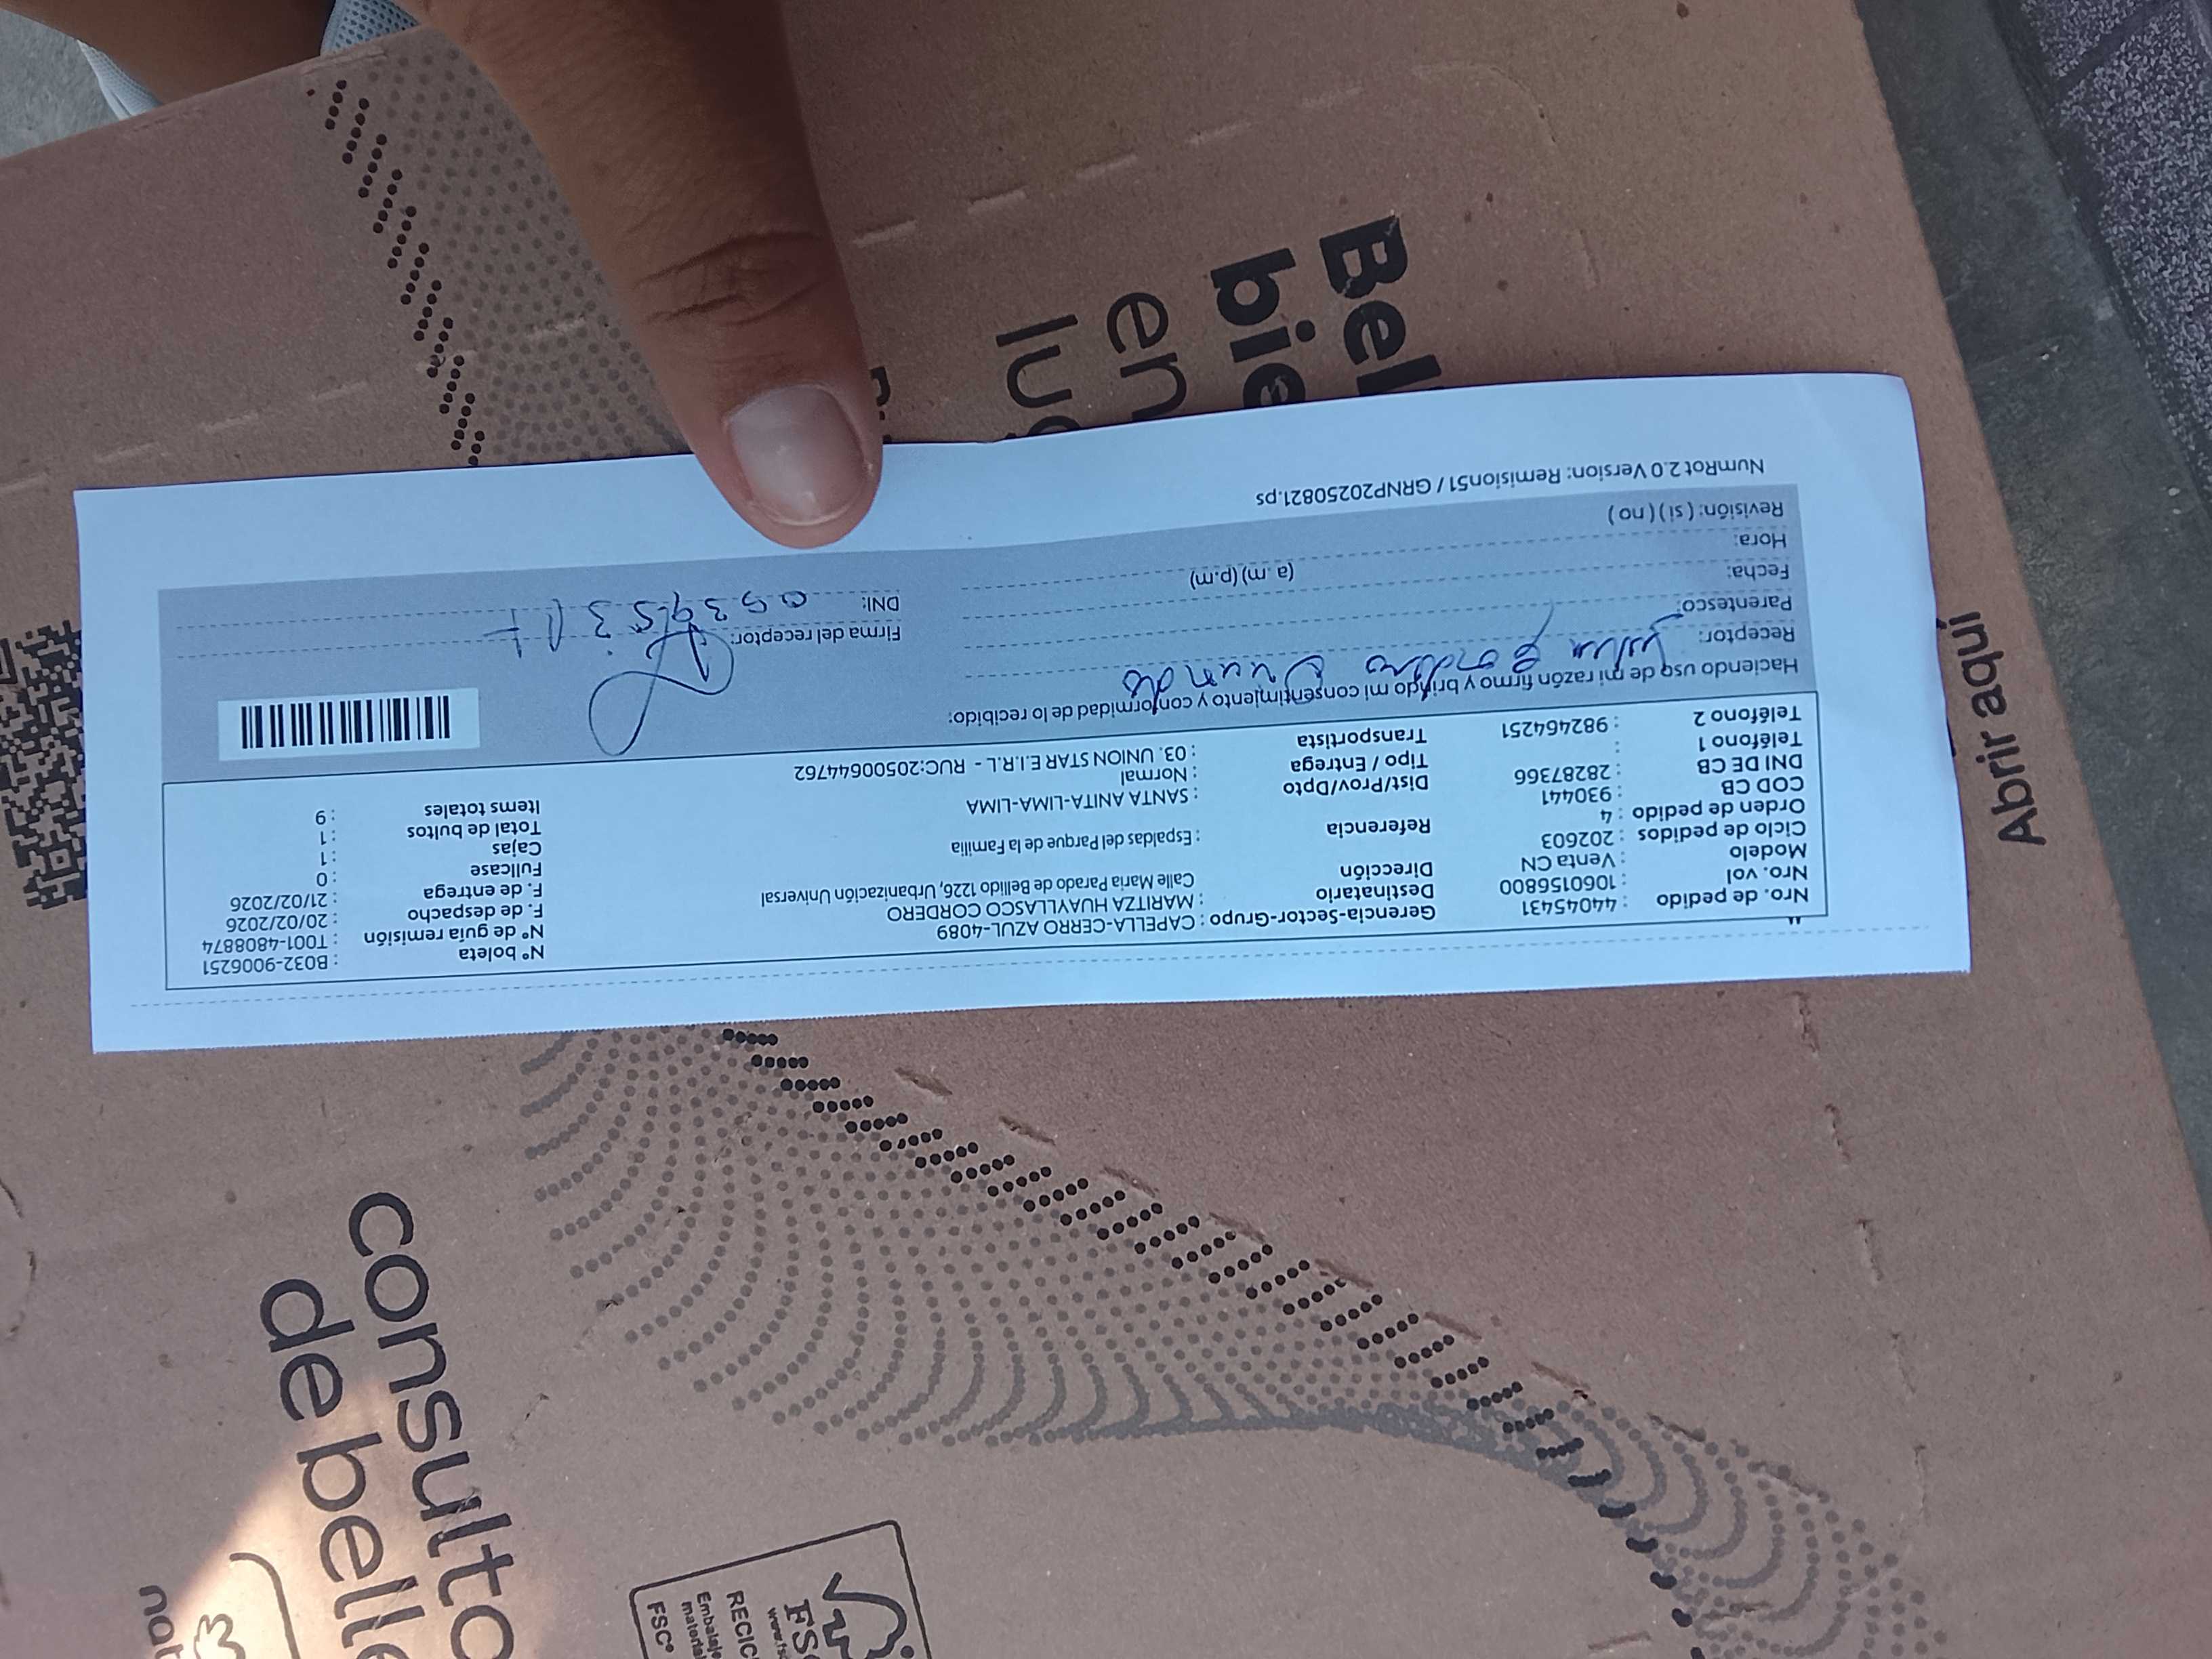 Nro. de pedido : 44045431
Nro. vol : 1060156800
Modelo : Venta CN
Ciclo de pedidos : 202603
Orden de pedido : 4
COD CB : 930441
DNI DE CB : 28287366
Teléfono 1 :
Teléfono 2 : 982464251
Gerencia-Sector-Grupo : CAPELLA-CERRO AZUL-4089
Destinatario : MARITZA HUAYLLASCO CORDERO
Dirección Calle Maria Parado de Bellido 1226, Urbanización Universal
Referencia : Espaldas del Parque de la Familia
Dist/Prov/Dpto : SANTA ANITA-LIMA-LIMA
Tipo / Entrega : Normal
Transportista : 03. UNION STAR E.I.R.L - RUC:20500644762
N° boleta : B032-9006251
N° de guía remisión : T001-4808874
F. de despacho : 20/02/2026
F. de entrega : 21/02/2026
Fullcase : 0
Cajas : 1
Total de bultos : 1
Items totales : 9
Haciendo uso de mi razón firmo y brindo mi consentimiento y conformidad de lo recibido:
Receptor:
Parentesco:
Fecha:
Hora: (a. m) (p.m)
Revisión: ( si ) ( no )
Firma del receptor:
DNI:
NumRot 2.0 Version: Remision51 / GRNP20250821.ps
Abrir aquí
en
consulto
de belle
FSC®